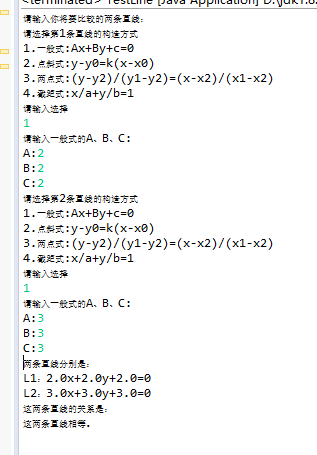 <terminated> TestLine [Java Application] D:\jdk1.8.
请输入你将要比较的两条直线:
请选择第1条直线的构造方式
1.一般式:Ax+By+c=0
2.点斜式:y-y0=k(x-x0)
3.两点式:(y-y2)/(y1-y2)=(x-x2)/(x1-x2)
4.截距式:x/a+y/b=1
请输入选择
1
请输入一般式的A、B、C:
A:2
B:2
C:2
请选择第2条直线的构造方式
1.一般式:Ax+By+c=0
2.点斜式:y-y0=k(x-x0)
3.两点式:(y-y2)/(y1-y2)=(x-x2)/(x1-x2)
4.截距式:x/a+y/b=1
请输入选择
1
请输入一般式的A、B、C:
A:3
B:3
C:3
两条直线分别是:
L1: 2.0x+2.0y+2.0=0
L2: 3.0x+3.0y+3.0=0
这两条直线的关系是:
这两条直线相等.